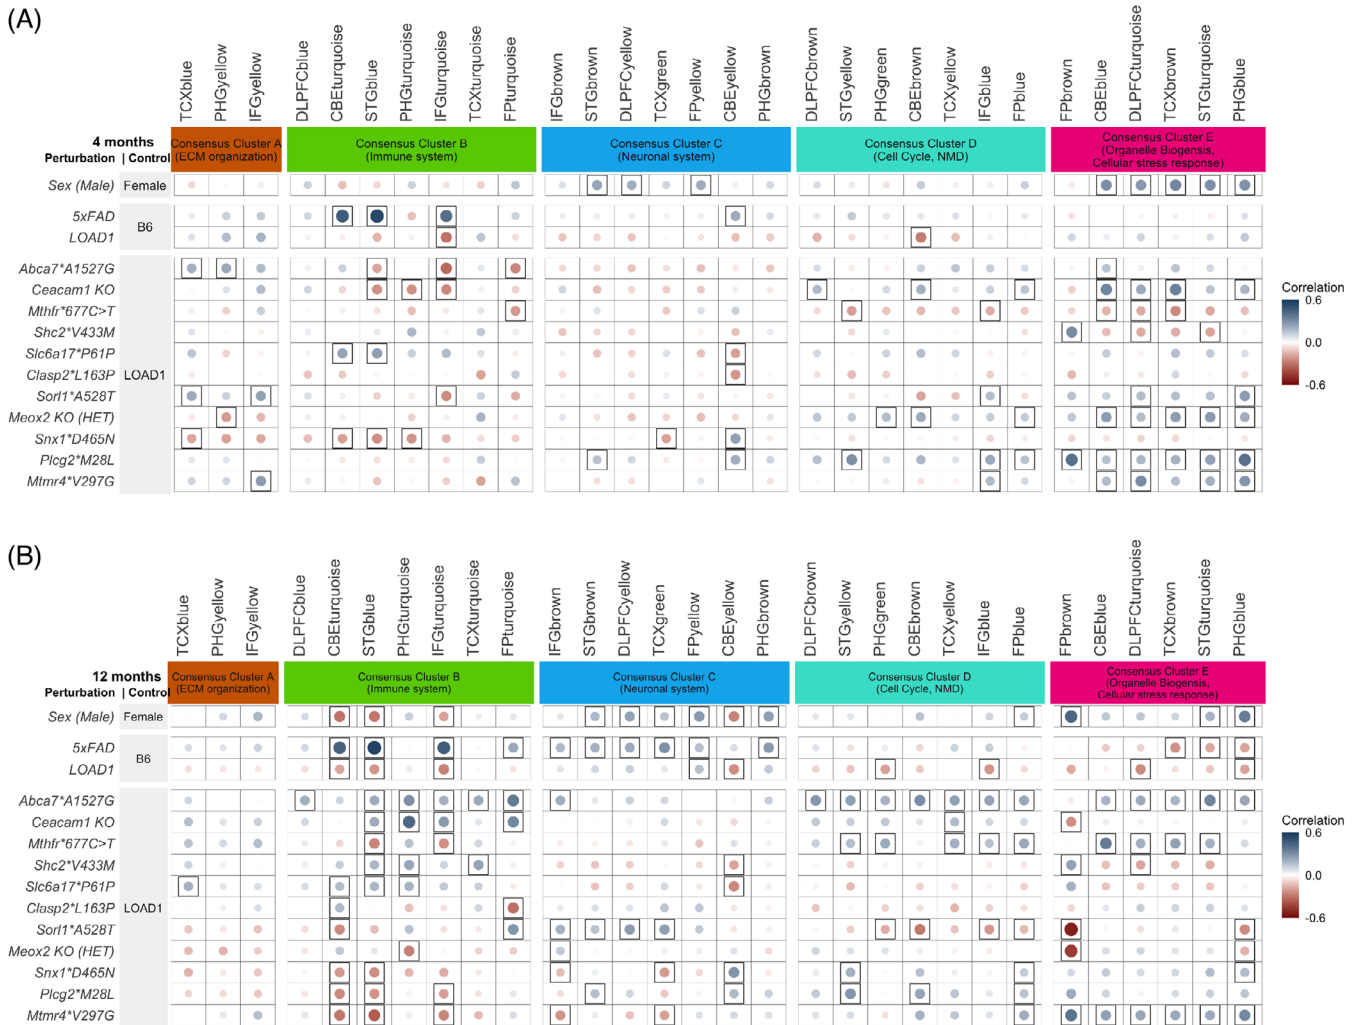 (A)
TCXblue
PHGyellow
IFGyellow
DLPFCblue
CBEturquoise
STGblue
PHGturquoise
IFGturquoise
TCXturquoise
FPturquoise
IFGbrown
STGbrown
DLPFCyellow
TCXgreen
FPyellow
CBEyellow
PHGbrown
DLPFCbrown
STGyellow
PHGgreen
CBEbrown
TCXyellow
IFGblue
FPblue
FPbrown
CBEblue
DLPFCturquoise
TCXbrown
STGturquoise
PHGblue
4 months
Perturbation | Control
Consensus Cluster A
(ECM organization)
Consensus Cluster B
(Immune system)
Consensus Cluster C
(Neuronal system)
Consensus Cluster D
(Cell Cycle, NMD)
Consensus Cluster E
(Organelle Biogensis,
Cellular stress response)
Sex (Male) Female
5xFAD
B6
LOAD1
Abca7*A1527G
Ceacam1 KO
Mthfr*677C>T
Shc2*V433M
Slc6a17*P61P
Clasp2*L163P
LOAD1
Sorl1*A528T
Meox2 KO (HET)
Snx1*D465N
Plcg2*M28L
Mtmr4*V297G
Correlation
0.6
0.0
-0.6
(B)
TCXblue
PHGyellow
IFGyellow
DLPFCblue
CBEturquoise
STGblue
PHGturquoise
IFGturquoise
TCXturquoise
FPturquoise
IFGbrown
STGbrown
DLPFCyellow
TCXgreen
FPyellow
CBEyellow
PHGbrown
DLPFCbrown
STGyellow
PHGgreen
CBEbrown
TCXyellow
IFGblue
FPblue
FPbrown
CBEblue
DLPFCturquoise
TCXbrown
STGturquoise
PHGblue
12 months
Perturbation | Control
Consensus Cluster A
(ECM organization)
Consensus Cluster B
(Immune system)
Consensus Cluster C
(Neuronal system)
Consensus Cluster D
(Cell Cycle, NMD)
Consensus Cluster E
(Organelle Biogensis,
Cellular stress response)
Sex (Male) Female
5xFAD
B6
LOAD1
Abca7*A1527G
Ceacam1 KO
Mthfr*677C>T
Shc2*V433M
Slc6a17*P61P
Clasp2*L163P
LOAD1
Sorl1*A528T
Meox2 KO (HET)
Snx1*D465N
Plcg2*M28L
Mtmr4*V297G
Correlation
0.6
0.0
-0.6